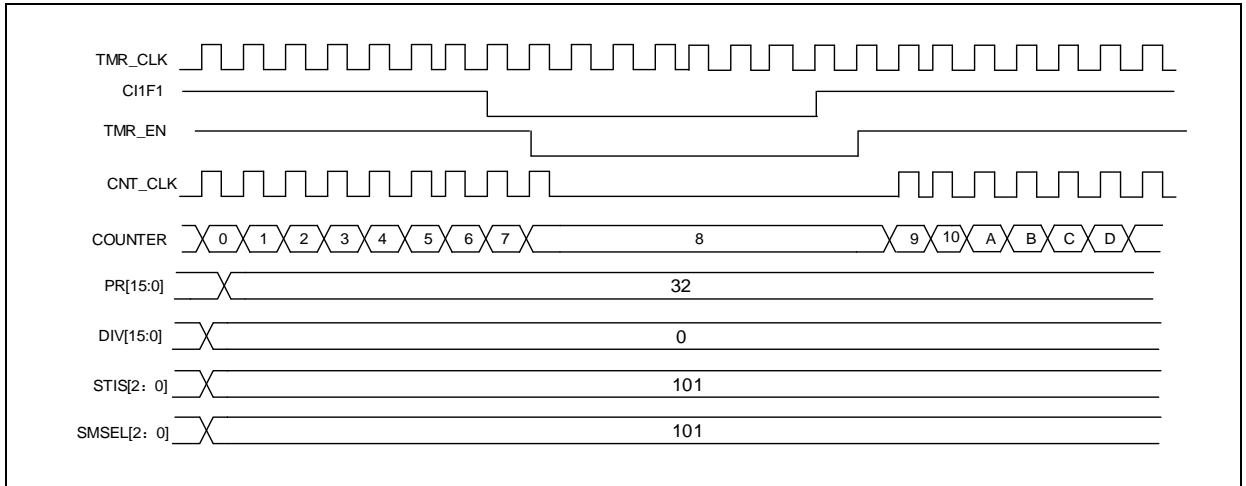 TMR_CLK
CI1F1
TMR_EN
CNT_CLK
COUNTER 0 1 2 3 4 5 6 7 8 9 10 A B C D
PR[15:0] 32
DIV[15:0] 0
STIS[2：0] 101
SMSEL[2：0] 101